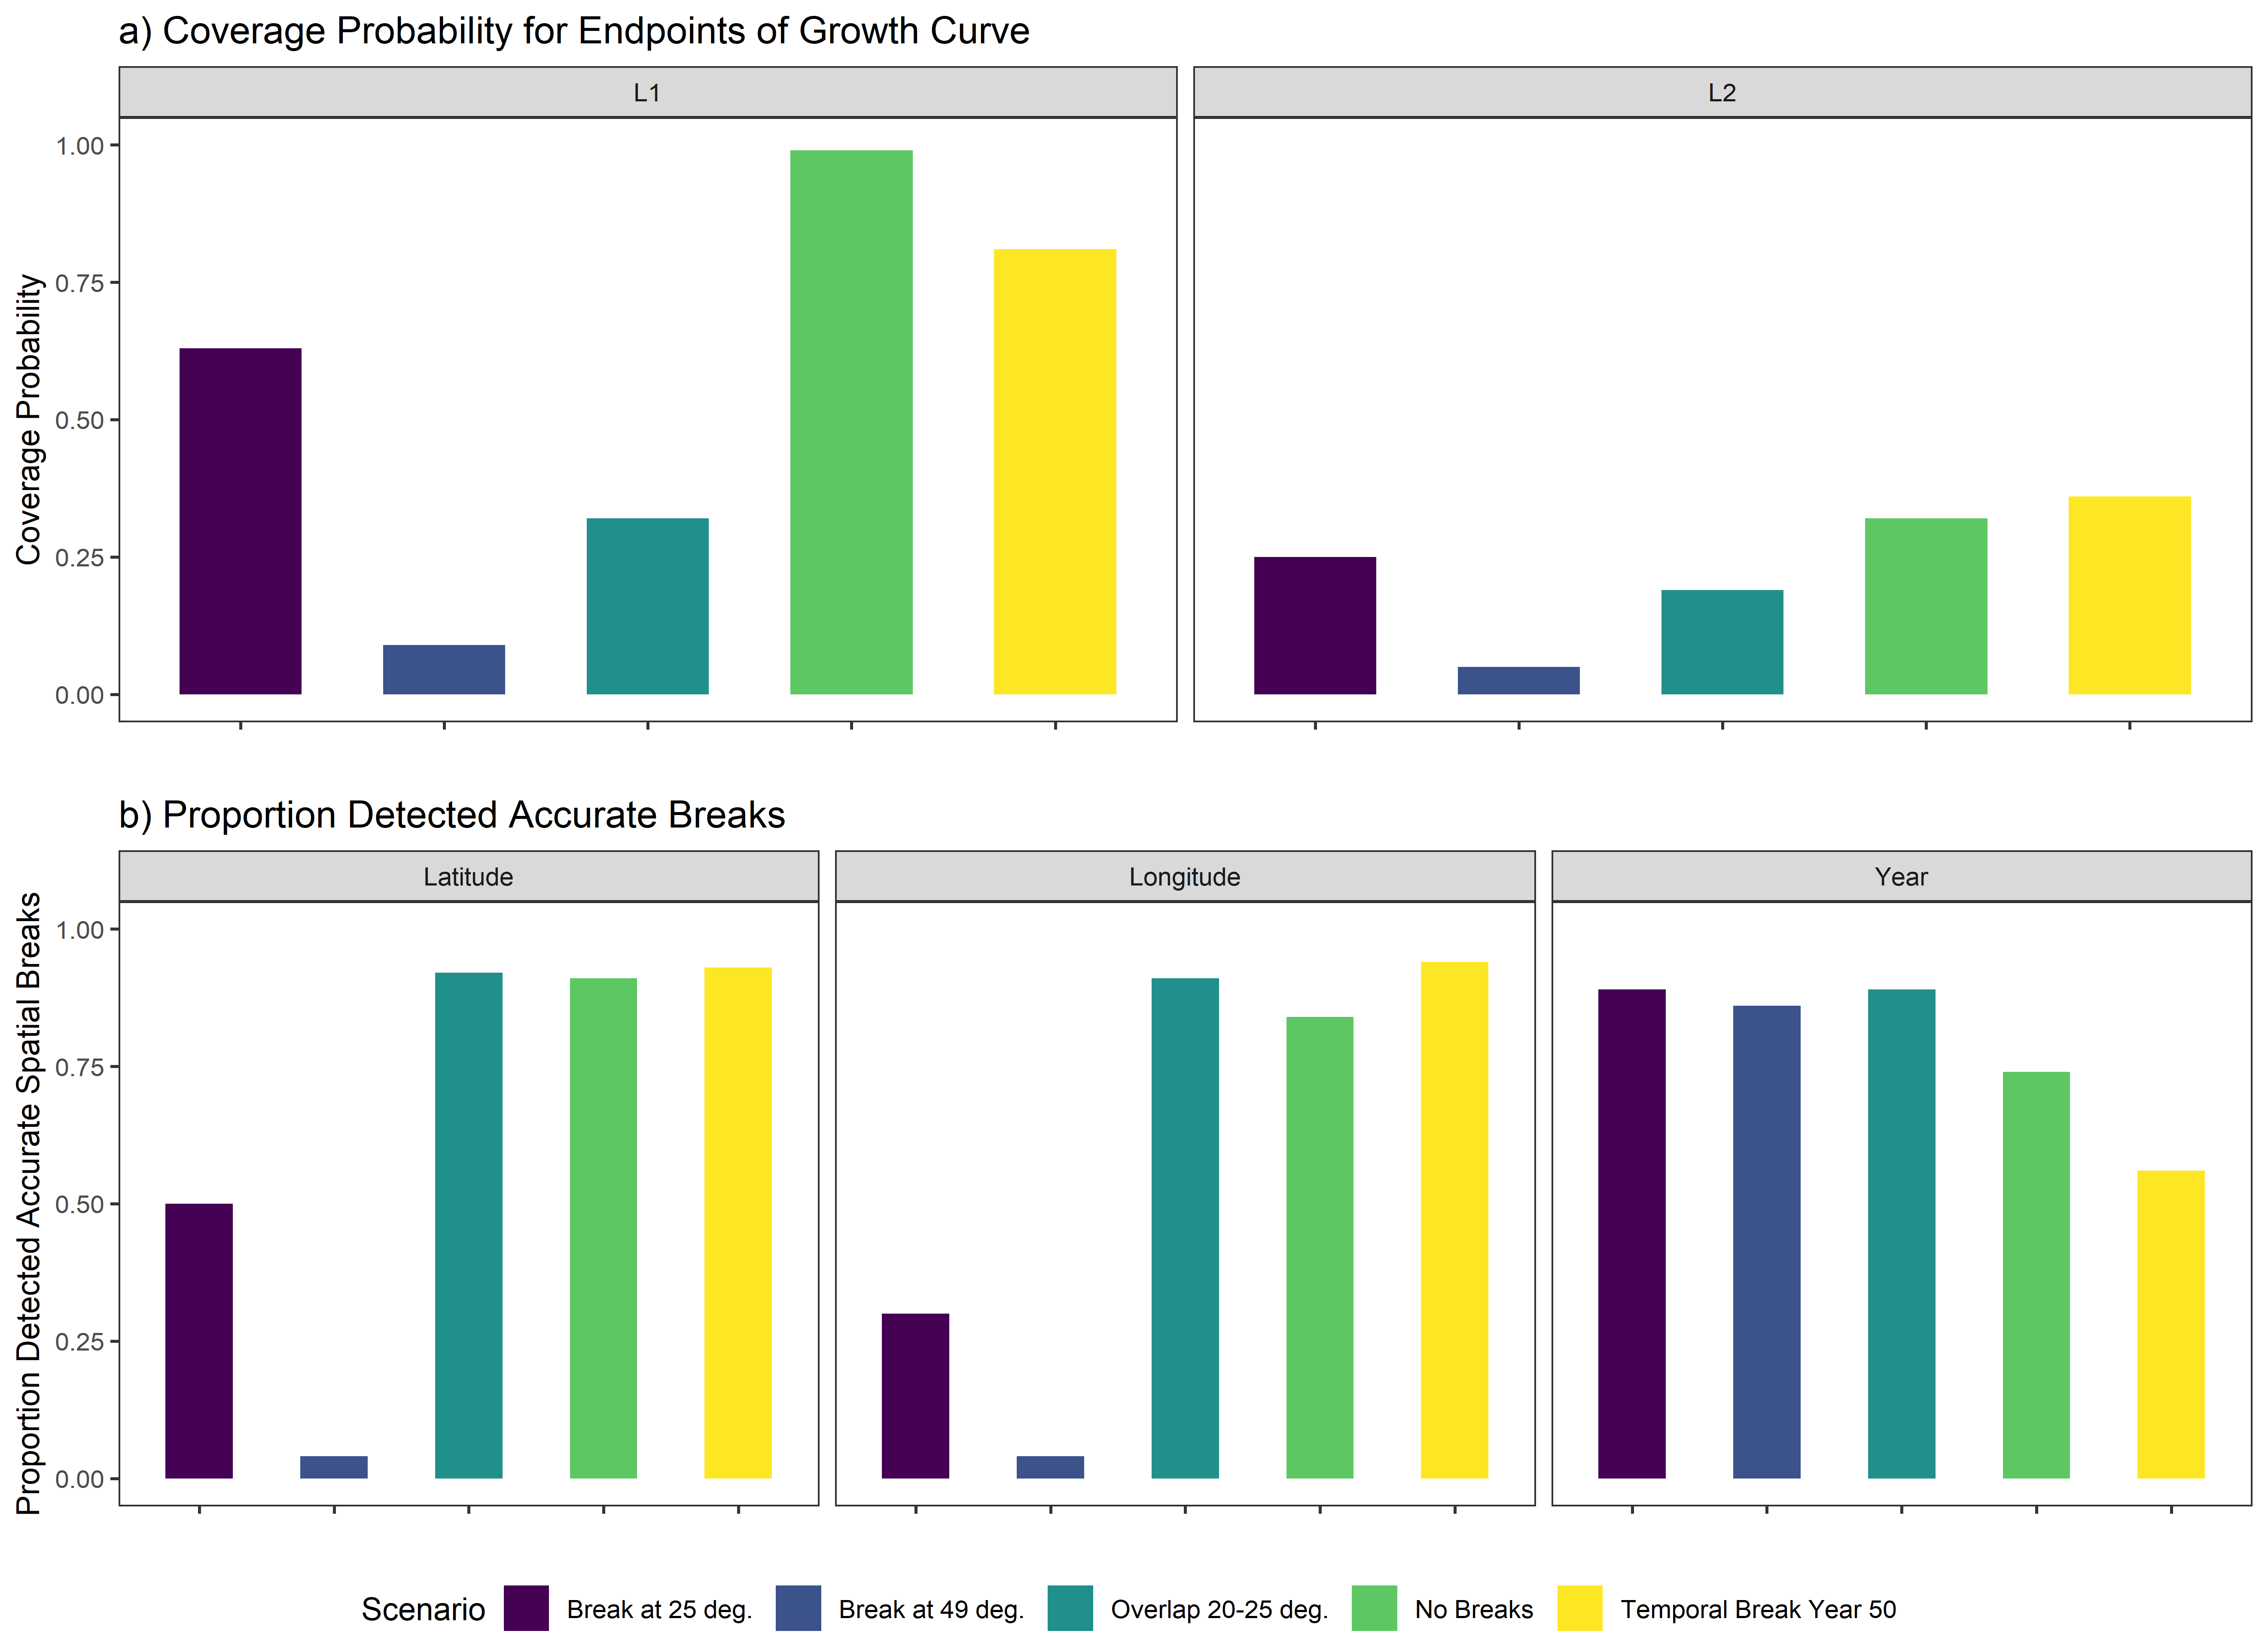 a) Coverage Probability for Endpoints of Growth Curve
L1
L2
Coverage Probability
1.00
0.75
0.50
0.25
0.00
b) Proportion Detected Accurate Breaks
Latitude
Longitude
Year
Proportion Detected Accurate Spatial Breaks
1.00
0.75
0.50
0.25
0.00
Scenario
Break at 25 deg.
Break at 49 deg.
Overlap 20-25 deg.
No Breaks
Temporal Break Year 50